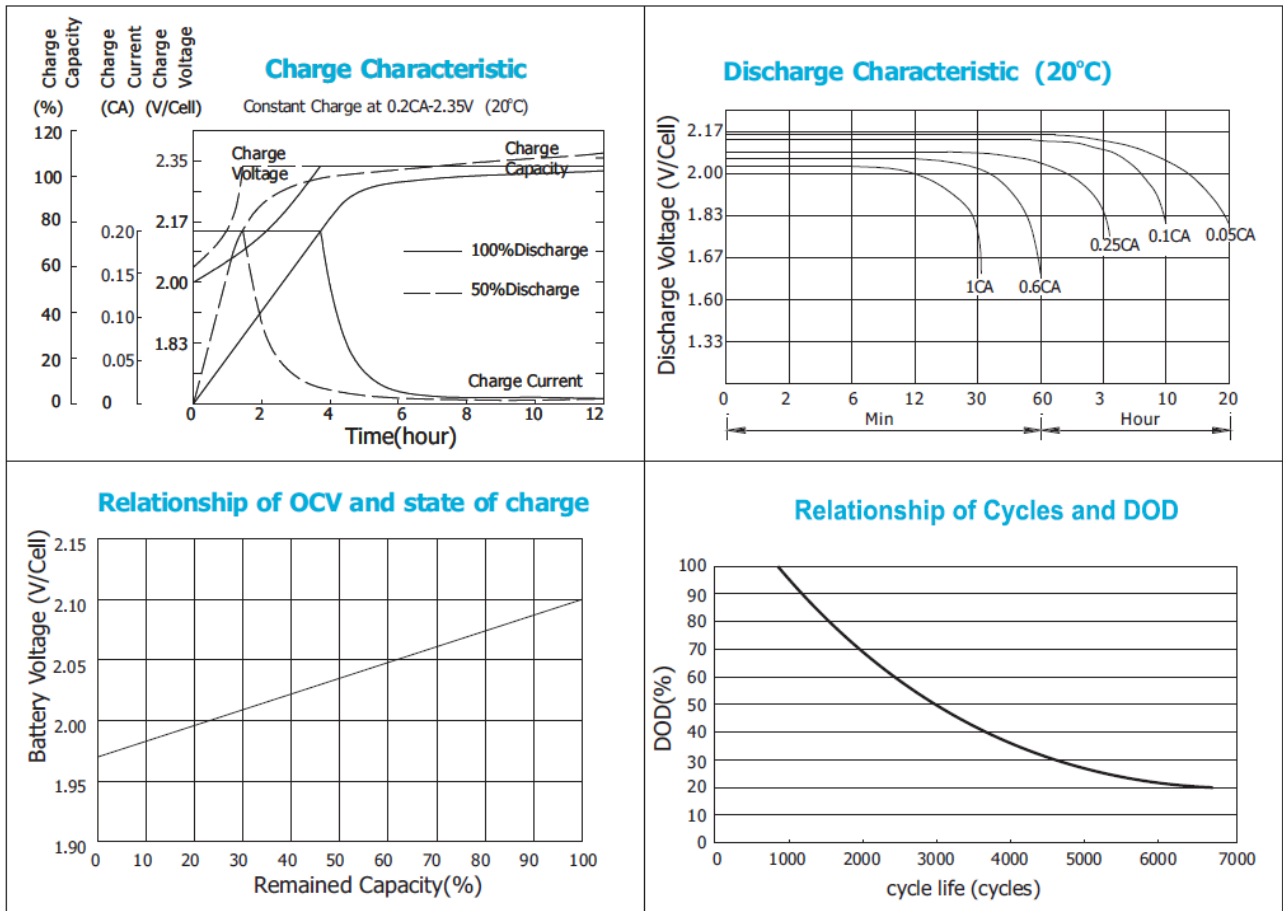 Charge Capacity
Charge Current
Charge Voltage
(%) (CA) (V/Cell)
Charge Characteristic
Constant Charge at 0.2CA-2.35V (20°C)
120
100
80
60
40
20
0
0.20
0.15
0.10
0.05
0
2.35
2.17
2.00
1.83
Charge
Voltage
Charge
Capacity
100%Discharge
50%Discharge
Charge Current
0 2 4 6 8 10 12
Time(hour)
Discharge Characteristic (20°C)
Discharge Voltage (V/Cell)
2.17
2.00
1.83
1.67
1.60
1.33
1CA 0.6CA 0.25CA 0.1CA 0.05CA
0 2 6 12 30 60 3 10 20
Min Hour
Relationship of OCV and state of charge
Battery Voltage (V/Cell)
2.15
2.10
2.05
2.00
1.95
1.90
0 10 20 30 40 50 60 70 80 90 100
Remained Capacity(%)
Relationship of Cycles and DOD
DOD(%)
100
90
80
70
60
50
40
30
20
10
0
0 1000 2000 3000 4000 5000 6000 7000
cycle life (cycles)